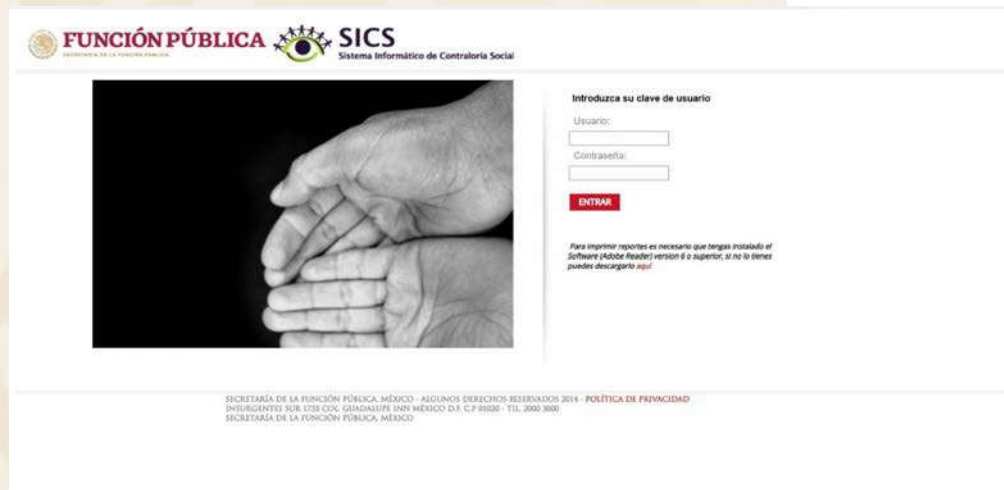 FUNCIÓN PÚBLICA
SECRETARÍA DE LA FUNCIÓN PÚBLICA
SICS
Sistema Informático de Contraloría Social
Introduzca su clave de usuario
Usuario:
Contraseña:
ENTRAR
Para imprimir reportes es necesario que tengas instalado el
Software (Adobe Reader) version 6 o superior, si no lo tienes
puedes descargarlo aquí
SECRETARÍA DE LA FUNCIÓN PÚBLICA, MÉXICO - ALGUNOS DERECHOS RESERVADOS 2014 - POLÍTICA DE PRIVACIDAD
INSURGENTES SUR 1735 COL. GUADALUPE INN MÉXICO D.F. C.P 01020 - TEL. 2000 3000
SECRETARÍA DE LA FUNCIÓN PÚBLICA, MÉXICO